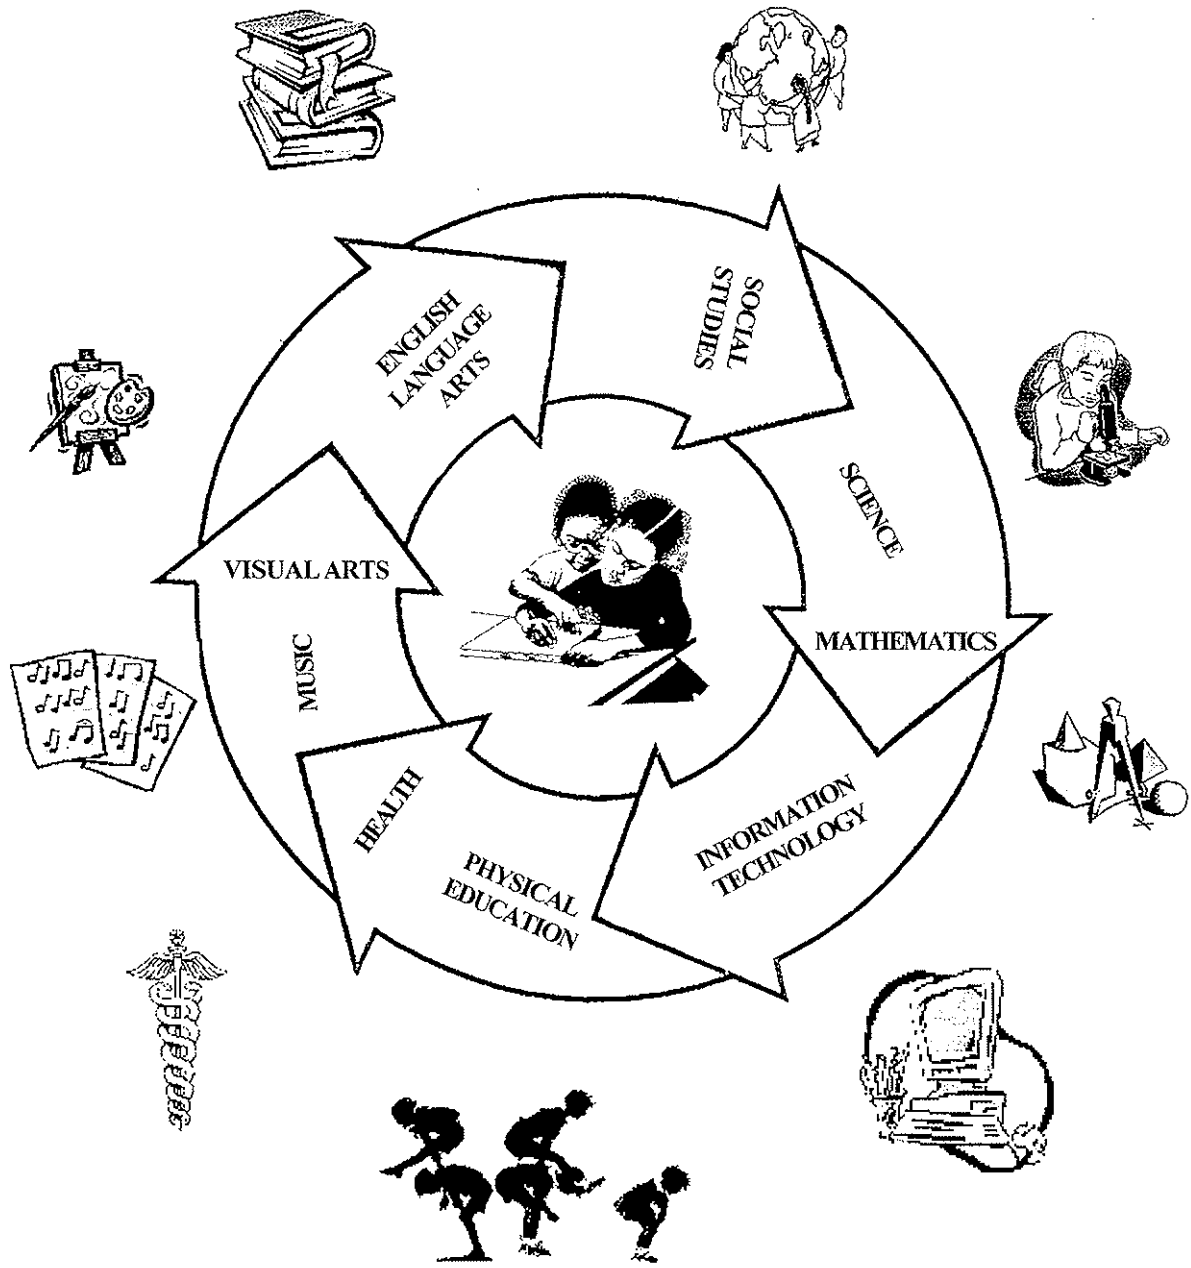 ENGLISH
LANGUAGE
ARTS
SOCIAL
STUDIES
SCIENCE
MATHEMATICS
INFORMATION
TECHNOLOGY
PHYSICAL
EDUCATION
HEALTH
MUSIC
VISUAL ARTS